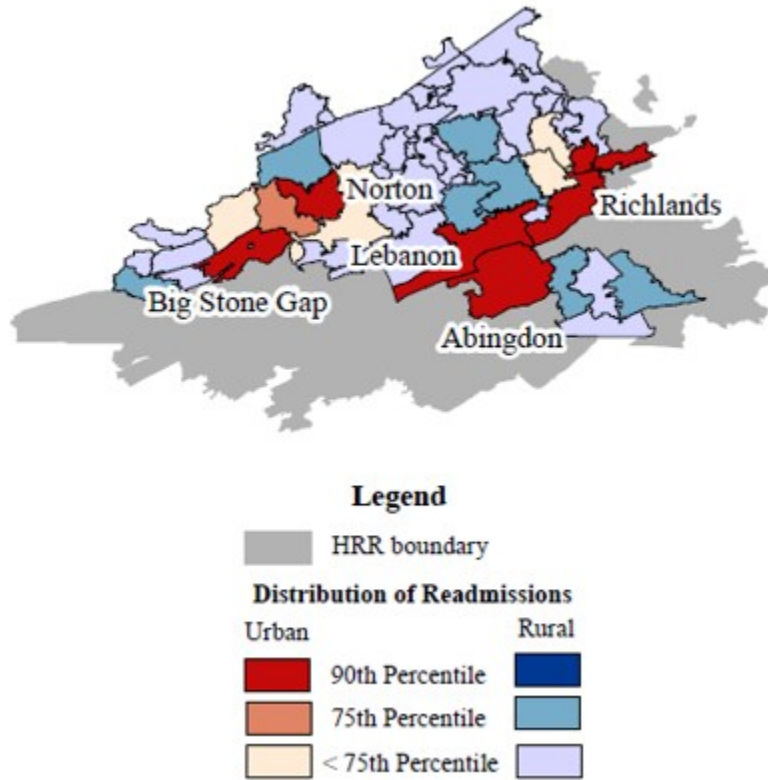 Norton
Richlands
Lebanon
Big Stone Gap
Abingdon
Legend
HRR boundary
Distribution of Readmissions
Urban Rural
90th Percentile
75th Percentile
< 75th Percentile